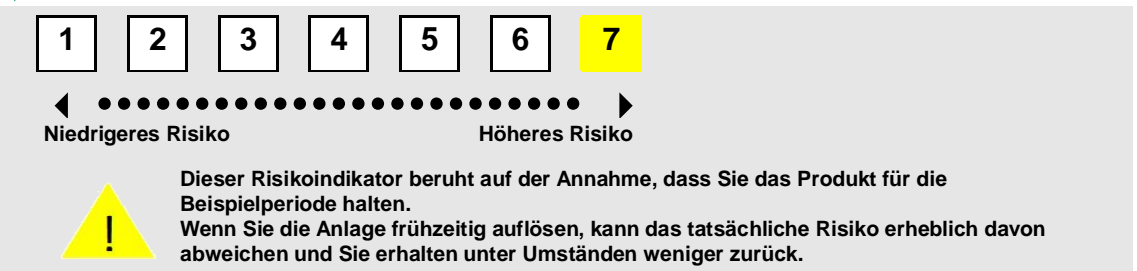 1 2 3 4 5 6 7
Niedrigeres Risiko Höheres Risiko
Dieser Risikoindikator beruht auf der Annahme, dass Sie das Produkt für die
Beispielperiode halten.
Wenn Sie die Anlage frühzeitig auflösen, kann das tatsächliche Risiko erheblich davon
abweichen und Sie erhalten unter Umständen weniger zurück.
!